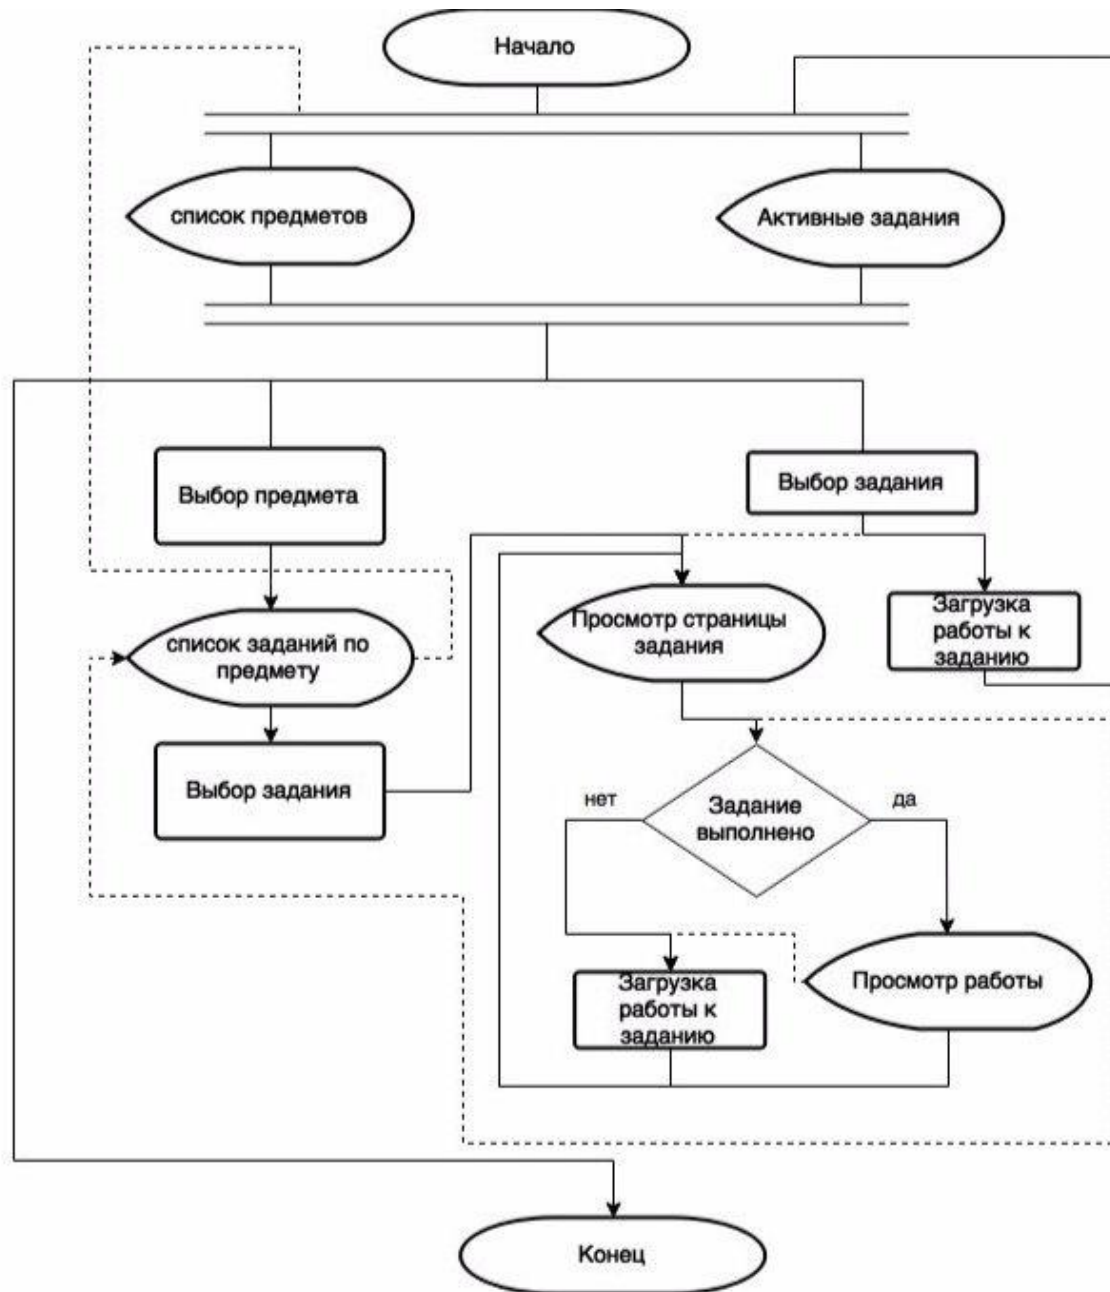 Начало
список предметов
Активные задания
Выбор предмета
Выбор задания
список заданий по
предмету
Просмотр страницы
задания
Загрузка
работы к
заданию
Выбор задания
нет
Задание
выполнено
да
Загрузка
работы к
заданию
Просмотр работы
Конец